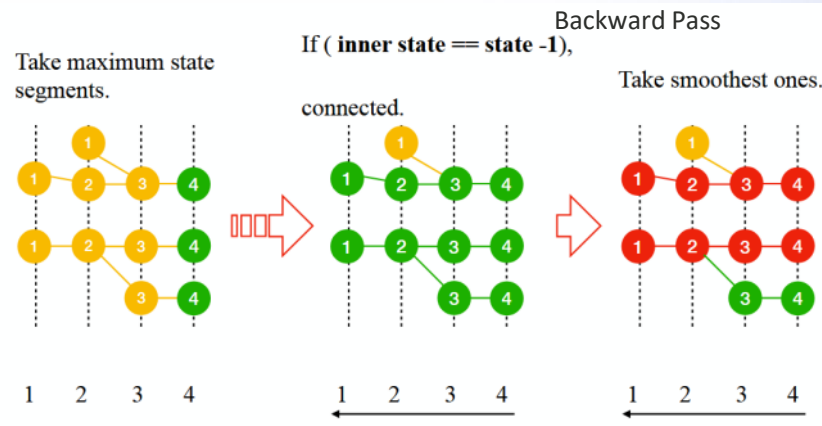 Backward Pass
Take maximum state
segments.
If ( inner state == state -1),
connected.
Take smoothest ones.
1
1 2 3 4
1 2 3 4
3 4
1 2 3 4
1
1 2 3 4
1 2 3 4
3 4
1 2 3 4
1
1 2 3 4
1 2 3 4
3 4
1 2 3 4